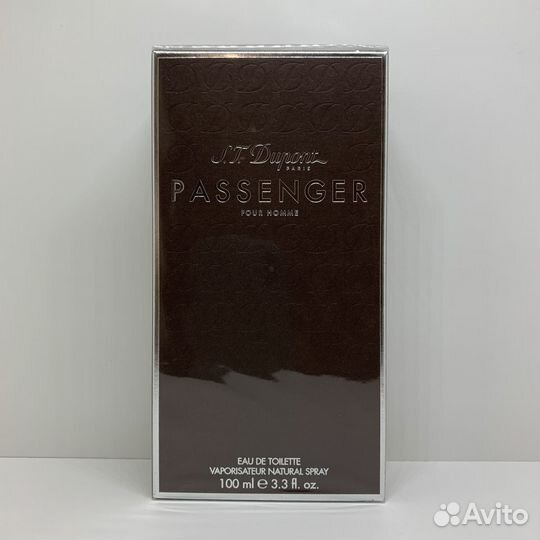 S.T. Dupont
PARIS
PASSENGER
POUR HOMME
EAU DE TOILETTE
VAPORISATEUR NATURAL SPRAY
100 ml ℮ 3.3 fl. oz.
Avito